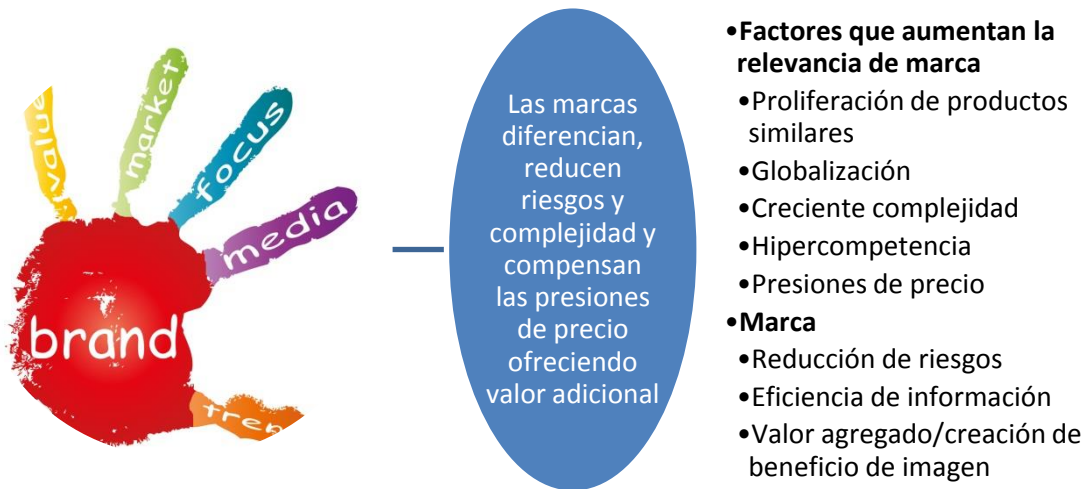 value
market
focus
media
brand
tren
Las marcas
diferencian,
reducen
riesgos y
complejidad y
compensan
las presiones
de precio
ofreciendo
valor adicional
•Factores que aumentan la
relevancia de marca
•Proliferación de productos
similares
•Globalización
•Creciente complejidad
•Hipercompetencia
•Presiones de precio
•Marca
•Reducción de riesgos
•Eficiencia de información
•Valor agregado/creación de
beneficio de imagen